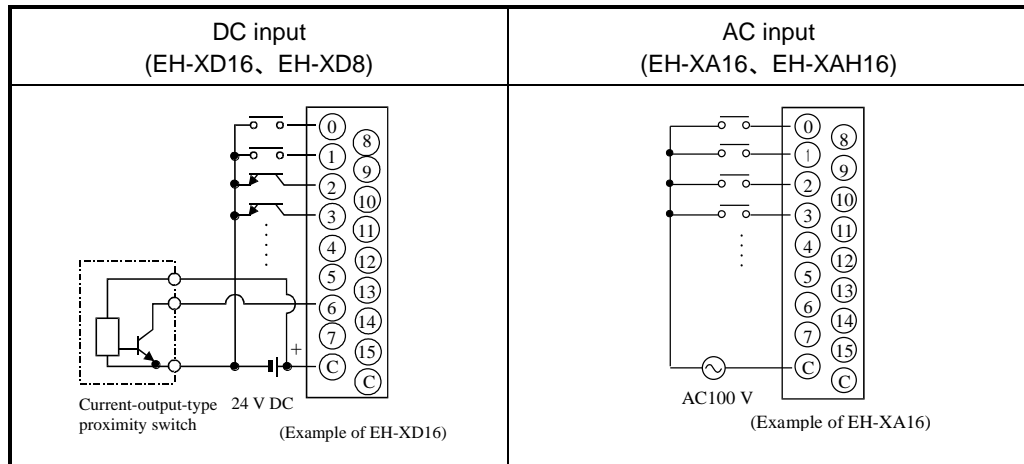 DC input
(EH-XD16、EH-XD8)
0
8
1
9
2
10
3
11
4
12
5
13
6
14
7
15
C
C
+
Current-output-type
proximity switch
24 V DC
(Example of EH-XD16)
AC input
(EH-XA16、EH-XAH16)
0
8
1
9
2
10
3
11
4
12
5
13
6
14
7
15
C
C
AC100 V
(Example of EH-XA16)